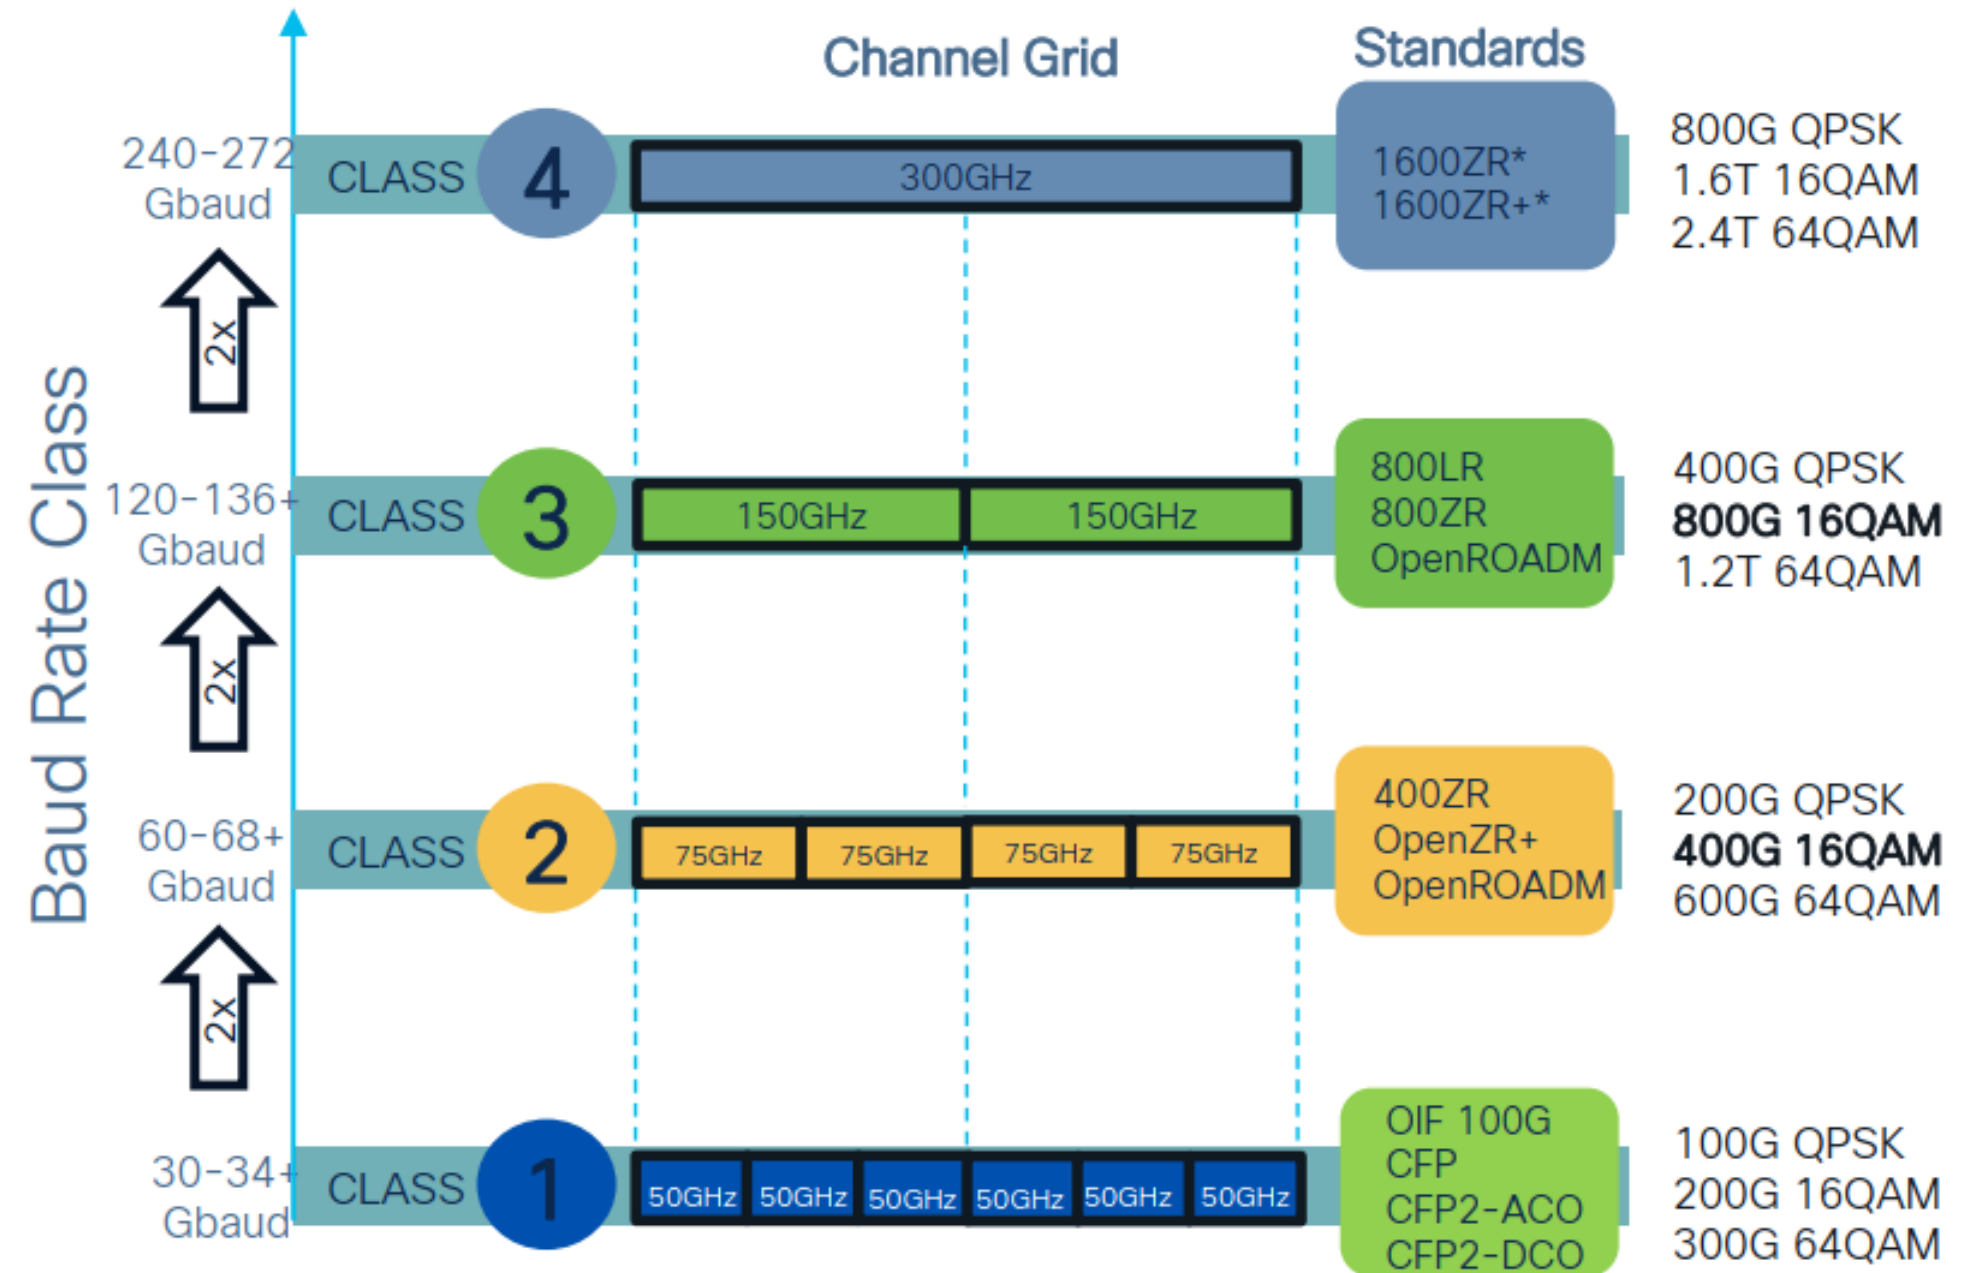 Channel Grid
Standards
Baud Rate Class
240-272
Gbaud
CLASS
4
300GHz
1600ZR*
1600ZR+*
800G QPSK
1.6T 16QAM
2.4T 64QAM
2x
120-136+
Gbaud
CLASS
3
150GHz
150GHz
800LR
800ZR
OpenROADM
400G QPSK
800G 16QAM
1.2T 64QAM
2x
60-68+
Gbaud
CLASS
2
75GHz
75GHz
75GHz
75GHz
400ZR
OpenZR+
OpenROADM
200G QPSK
400G 16QAM
600G 64QAM
2x
30-34+
Gbaud
CLASS
1
50GHz
50GHz
50GHz
50GHz
50GHz
50GHz
OIF 100G
CFP
CFP2-ACO
CFP2-DCO
100G QPSK
200G 16QAM
300G 64QAM